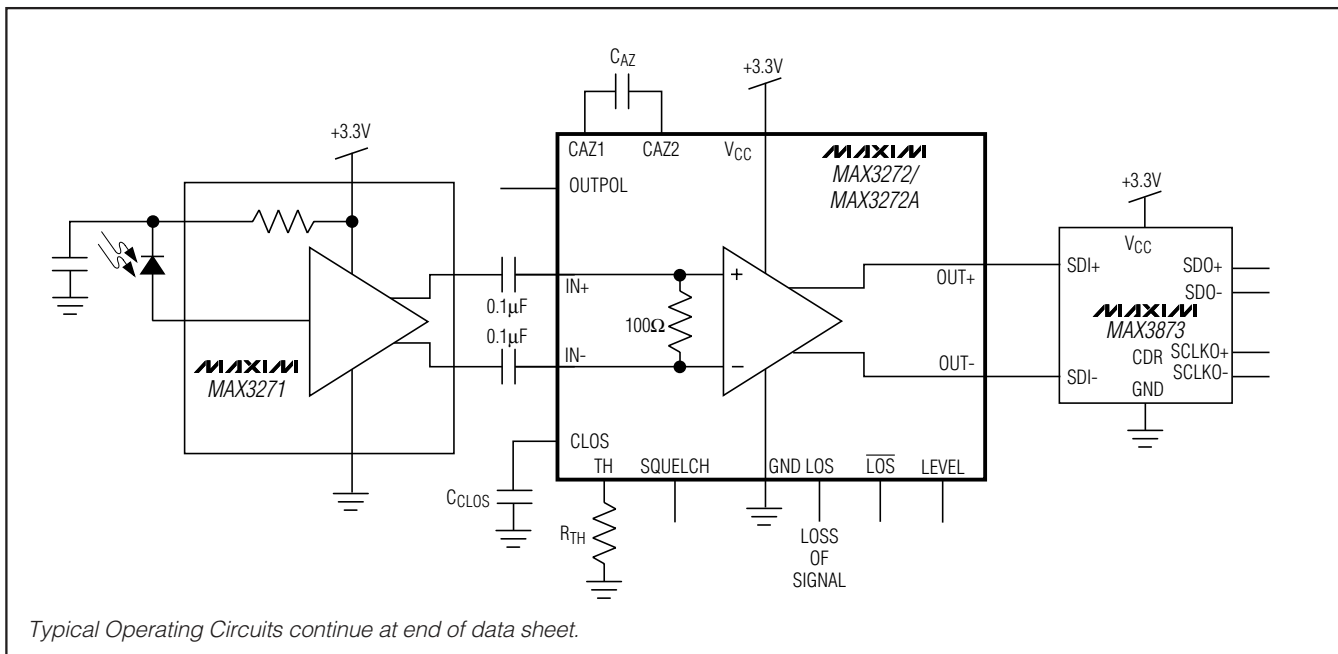 C_AZ
+3.3V
+3.3V
CAZ1
CAZ2
V_CC
MAXIM
MAX3272/
MAX3272A
OUTPOL
+3.3V
V_CC
SDI+
SDO+
SDO-
OUT+
IN+
0.1µF
0.1µF
100Ω
+
−
IN-
OUT-
MAXIM
MAX3271
MAXIM
MAX3873
CDR
SCLKO+
SCLKO-
SDI-
GND
CLOS
TH
SQUELCH
GND
LOS
L̅O̅S̅
LEVEL
C_CLOS
R_TH
LOSS
OF
SIGNAL
Typical Operating Circuits continue at end of data sheet.